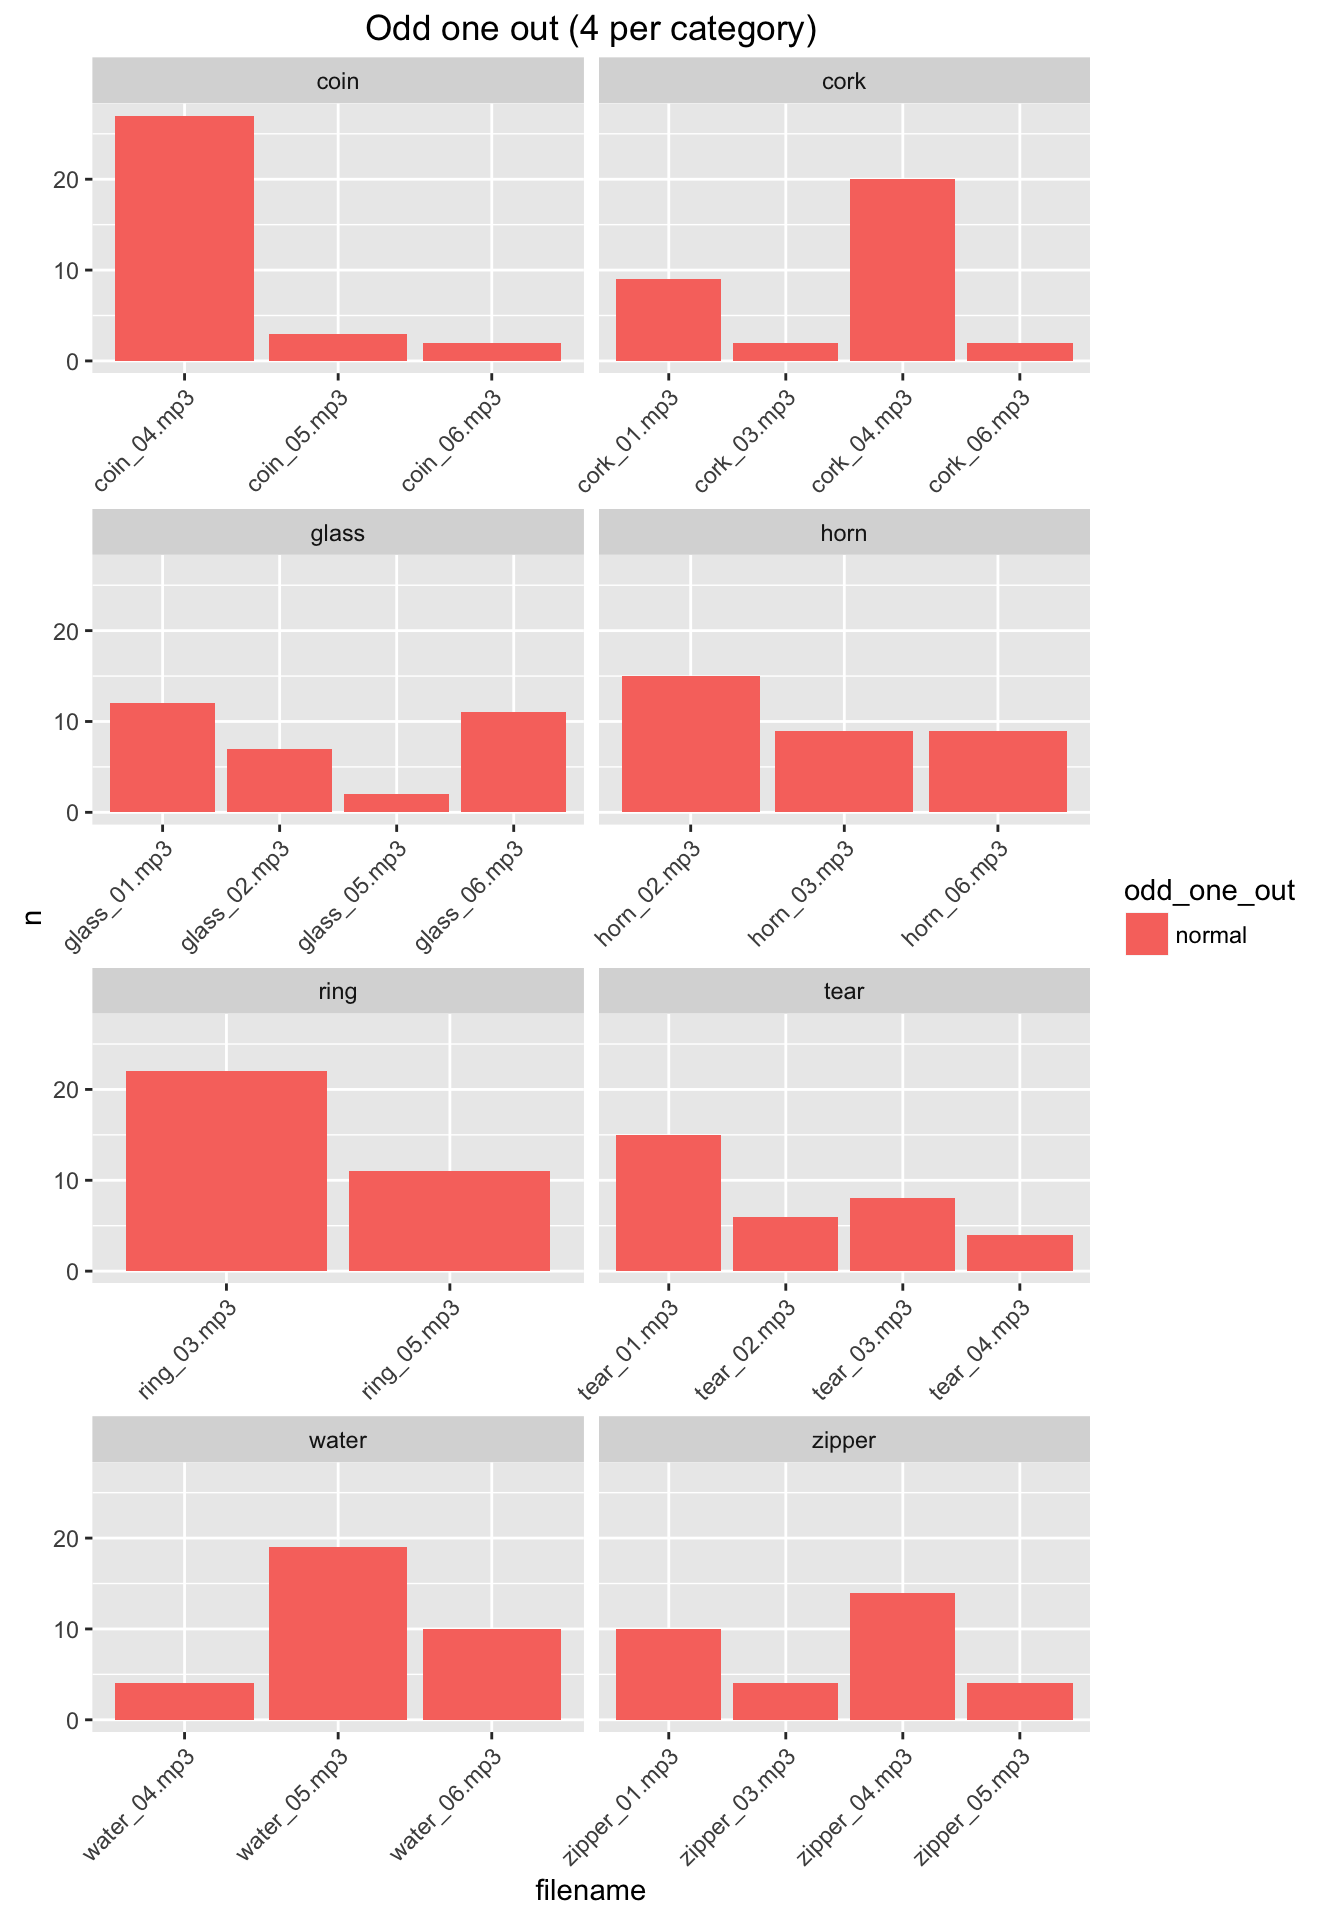 Odd one out (4 per category)
coin
cork
20
10
0
coin_04.mp3
coin_05.mp3
coin_06.mp3
cork_01.mp3
cork_03.mp3
cork_04.mp3
cork_06.mp3
glass
horn
20
10
0
glass_01.mp3
glass_02.mp3
glass_05.mp3
glass_06.mp3
horn_02.mp3
horn_03.mp3
horn_06.mp3
n
odd_one_out
normal
ring
tear
20
10
0
ring_03.mp3
ring_05.mp3
tear_01.mp3
tear_02.mp3
tear_03.mp3
tear_04.mp3
water
zipper
20
10
0
water_04.mp3
water_05.mp3
water_06.mp3
zipper_01.mp3
zipper_03.mp3
zipper_04.mp3
zipper_05.mp3
filename